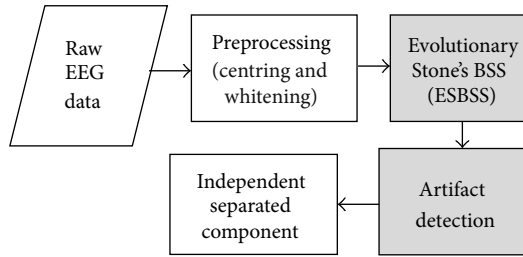 Raw
EEG
data
Preprocessing
(centring and
whitening)
Evolutionary
Stone's BSS
(ESBSS)
Artifact
detection
Independent
separated
component